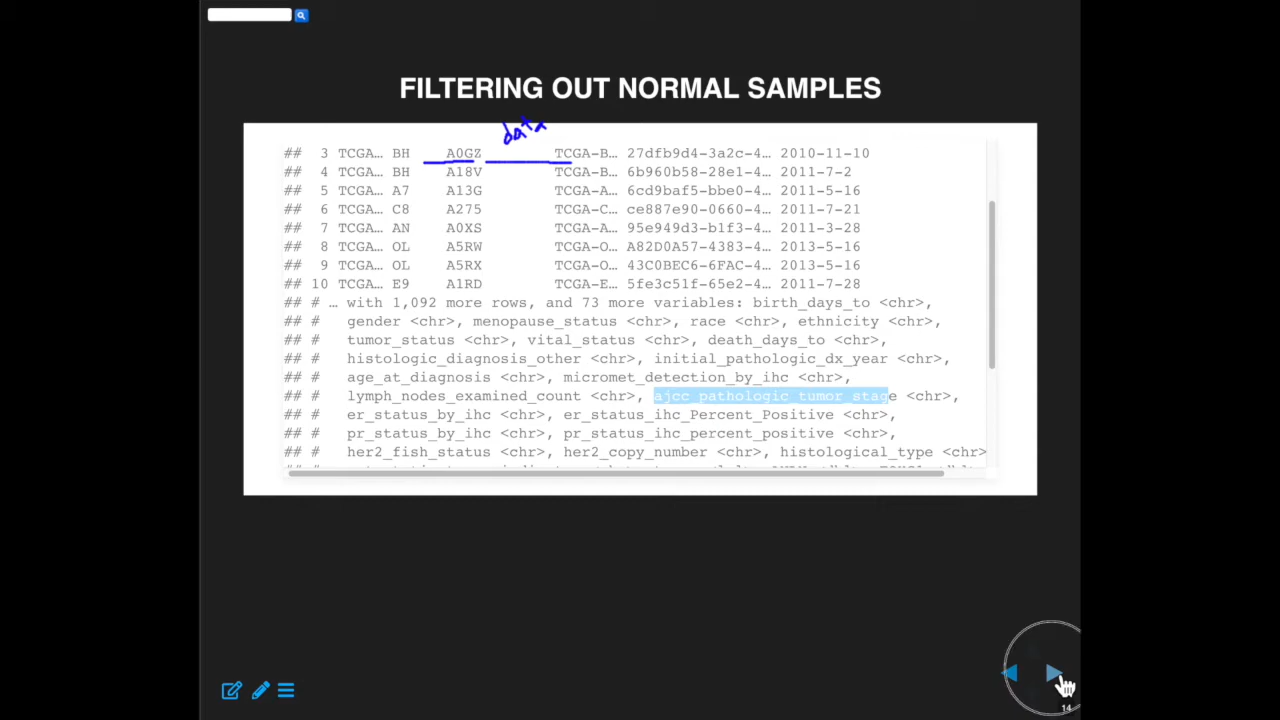 FILTERING OUT NORMAL SAMPLES
data
## 3 TCGA… BH A0GZ TCGA-B… 27dfb9d4-3a2c-4… 2010-11-10
## 4 TCGA… BH A18V TCGA-B… 6b960b58-28e1-4… 2011-7-2
## 5 TCGA… A7 A13G TCGA-A… 6cd9baf5-bbe0-4… 2011-5-16
## 6 TCGA… C8 A275 TCGA-C… ce887e90-0660-4… 2011-7-21
## 7 TCGA… AN A0XS TCGA-A… 95e949d3-b1f3-4… 2011-3-28
## 8 TCGA… OL A5RW TCGA-O… A82D0A57-4383-4… 2013-5-16
## 9 TCGA… OL A5RX TCGA-O… 43C0BEC6-6FAC-4… 2013-5-16
## 10 TCGA… E9 A1RD TCGA-E… 5fe3c51f-65e2-4… 2011-7-28
## # … with 1,092 more rows, and 73 more variables: birth_days_to <chr>,
## # gender <chr>, menopause_status <chr>, race <chr>, ethnicity <chr>,
## # tumor_status <chr>, vital_status <chr>, death_days_to <chr>,
## # histologic_diagnosis_other <chr>, initial_pathologic_dx_year <chr>,
## # age_at_diagnosis <chr>, micromet_detection_by_ihc <chr>,
## # lymph_nodes_examined_count <chr>, ajcc_pathologic_tumor_stage <chr>,
## # er_status_by_ihc <chr>, er_status_ihc_Percent_Positive <chr>,
## # pr_status_by_ihc <chr>, pr_status_ihc_percent_positive <chr>,
## # her2_fish_status <chr>, her2_copy_number <chr>, histological_type <chr>
14